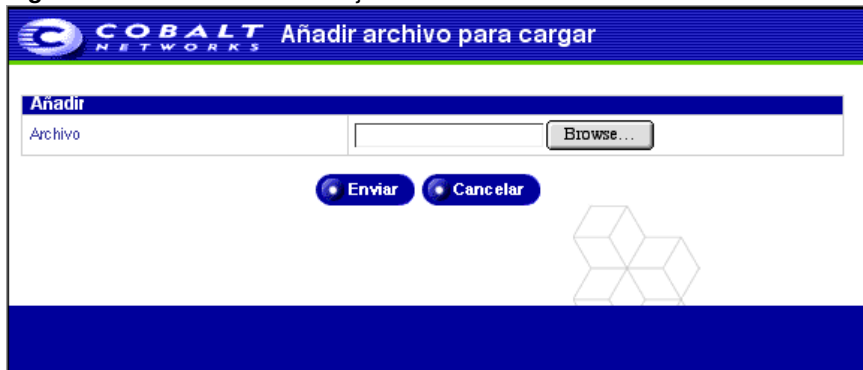 COBALT
NETWORKS
Añadir archivo para cargar
Añadir
Archivo
Browse...
Enviar
Cancelar